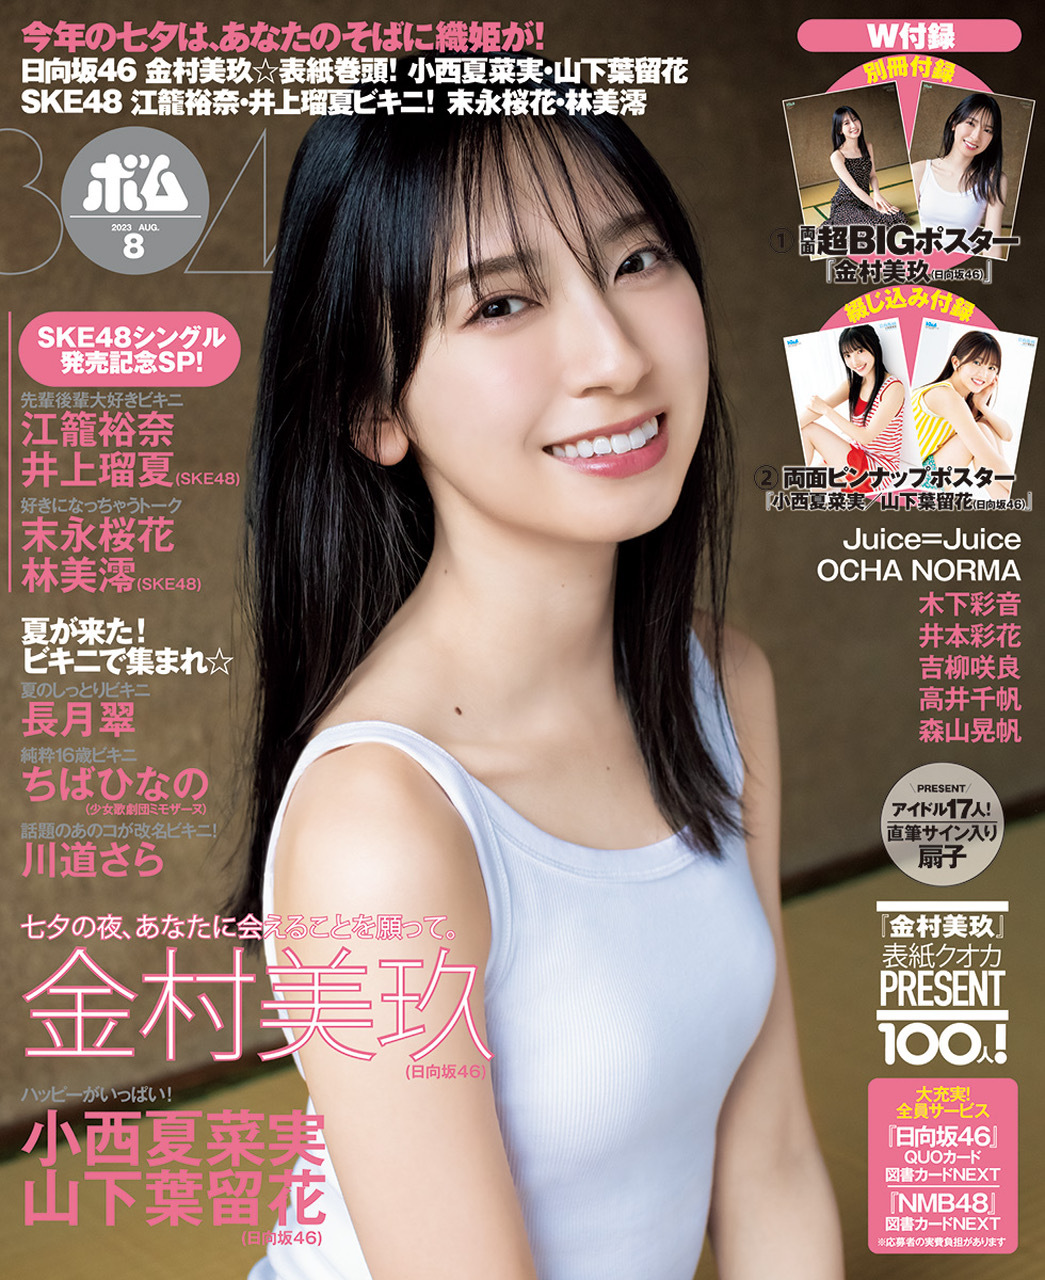 今年の七夕は、あなたのそばに織姫が!
日向坂46 金村美玖☆表紙巻頭! 小西夏菜実・山下葉留花
SKE48 江籠裕奈・井上瑠夏ビキニ! 末永桜花・林美澪
ボム
2023 AUG.
8
SKE48シングル
発売記念SP!
先輩後輩大好きビキニ
江籠裕奈
井上瑠夏(SKE48)
好きになっちゃうトーク
末永桜花
林美澪(SKE48)
夏が来た!
ビキニで集まれ☆
夏のしっとりビキニ
長月翠
純粋16歳ビキニ
ちばひなの
(少女歌劇団ミモザーヌ)
話題のあのコが改名ビキニ!
川道さら
七夕の夜、あなたに会えることを願って。
金村美玖
(日向坂46)
ハッピーがいっぱい!
小西夏菜実
山下葉留花
(日向坂46)
W付録
別冊付録
①両面超BIGポスター
『金村美玖(日向坂46)』
綴じ込み付録
②両面ピンナップポスター
『小西夏菜実/山下葉留花(日向坂46)』
Juice=Juice
OCHA NORMA
木下彩音
井本彩花
吉柳咲良
高井千帆
森山晃帆
\PRESENT/
アイドル17人!
直筆サイン入り
扇子
『金村美玖』
表紙クオカ
PRESENT
100人!
大充実!
全員サービス
『日向坂46』
QUOカード
図書カードNEXT
『NMB48』
図書カードNEXT
※応募者の実費負担があります